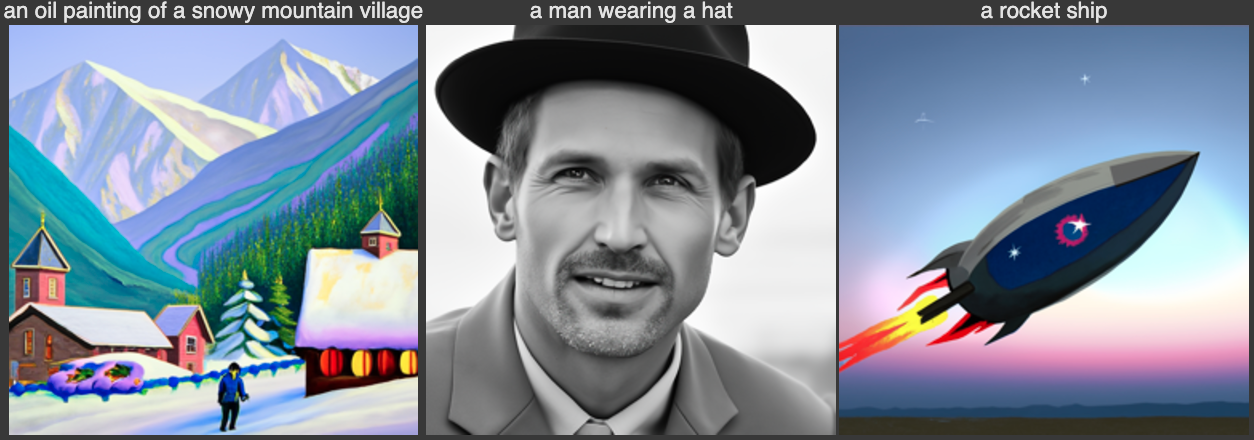 an oil painting of a snowy mountain village
a man wearing a hat
a rocket ship